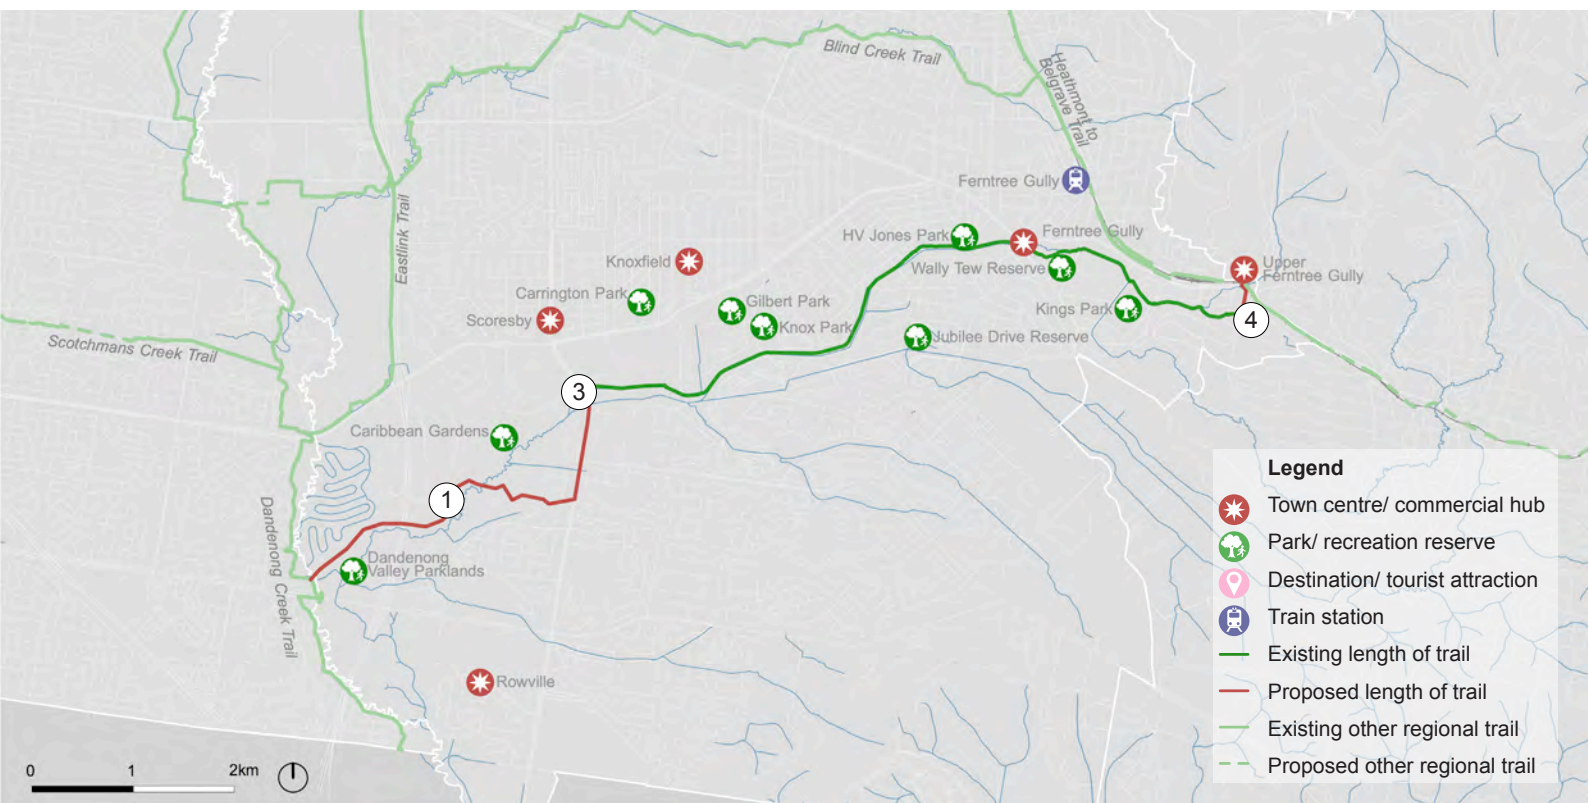 Blind Creek Trail
Heathmont to
Belgrave Trail
Ferntree Gully
Eastlink Trail
HV Jones Park
Ferntree Gully
Knoxfield
Wally Tew Reserve
Upper
Ferntree Gully
Carrington Park
Gilbert Park
Scoresby
Knox Park
Kings Park
4
Jubilee Drive Reserve
Scotchmans Creek Trail
3
Caribbean Gardens
1
Dandenong Creek Trail
Dandenong
Valley Parklands
Rowville
Legend
Town centre/ commercial hub
Park/ recreation reserve
Destination/ tourist attraction
Train station
Existing length of trail
Proposed length of trail
Existing other regional trail
Proposed other regional trail
0 1 2km